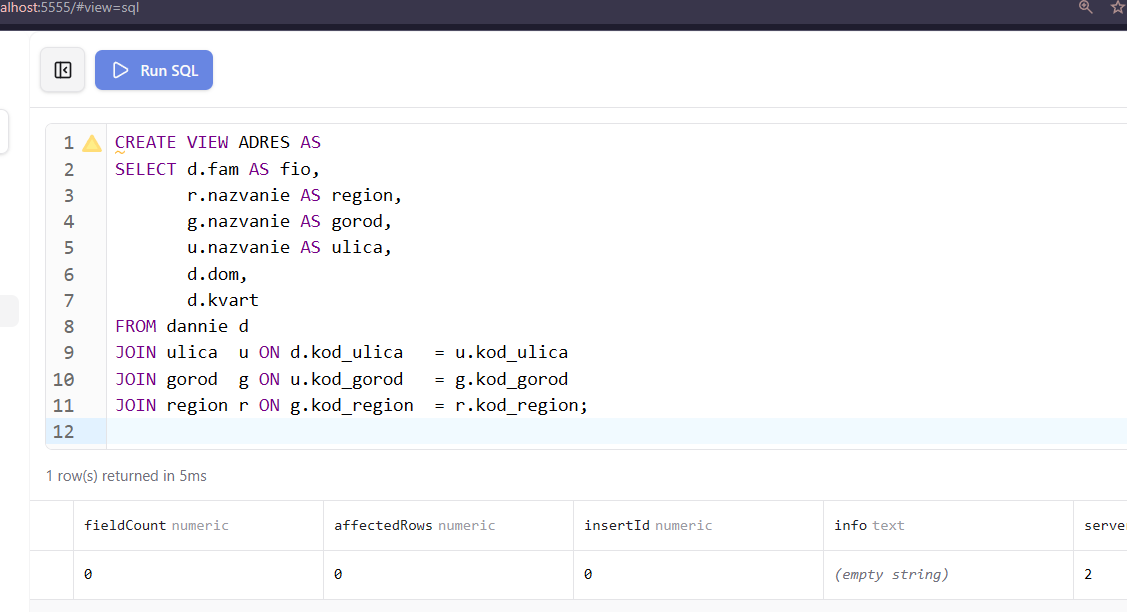 alhost:5555/#view=sql
Run SQL
1 CREATE VIEW ADRES AS
2 SELECT d.fam AS fio,
3 r.nazvanie AS region,
4 g.nazvanie AS gorod,
5 u.nazvanie AS ulica,
6 d.dom,
7 d.kvart
8 FROM dannie d
9 JOIN ulica  u ON d.kod_ulica   = u.kod_ulica
10 JOIN gorod  g ON u.kod_gorod   = g.kod_gorod
11 JOIN region r ON g.kod_region  = r.kod_region;
12
1 row(s) returned in 5ms
fieldCount numeric affectedRows numeric insertId numeric info text serve
0 0 0 (empty string) 2